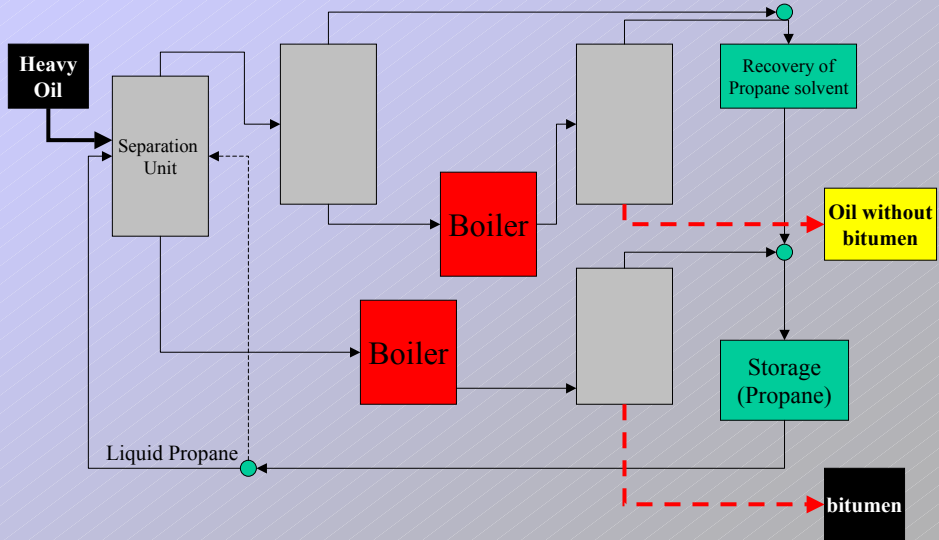 Heavy
Oil
Separation
Unit
Recovery of
Propane solvent
Boiler
Oil without
bitumen
Boiler
Storage
(Propane)
Liquid Propane
bitumen